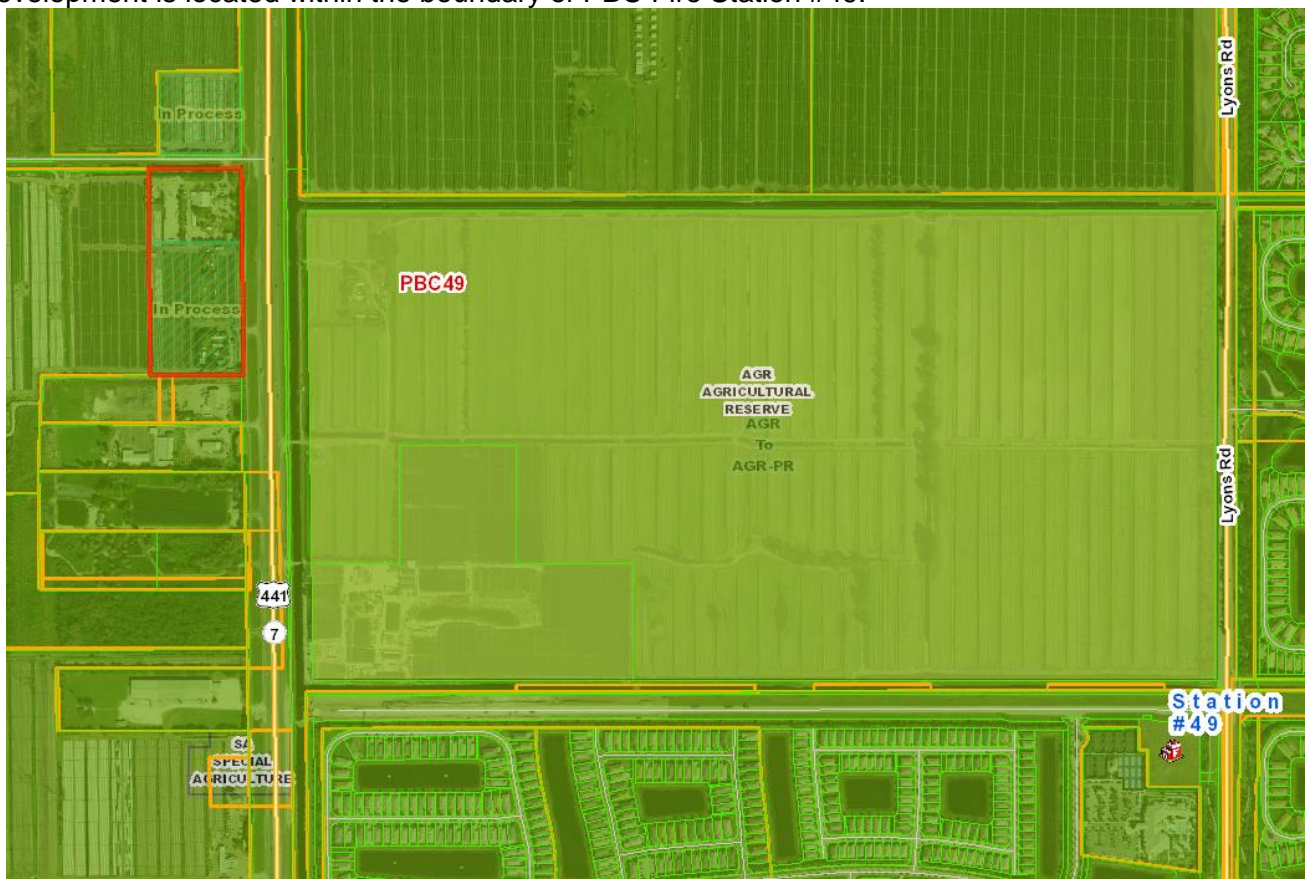 evelopment is located within the boundary of PBC Fire Station #49.
Lyons Rd
In Process
PBC49
In Process
AGR
AGRICULTURAL
RESERVE
AGR
To
AGR-PR
Lyons Rd
441
7
Station
#49
SA
SPECIAL
AGRICULTURE